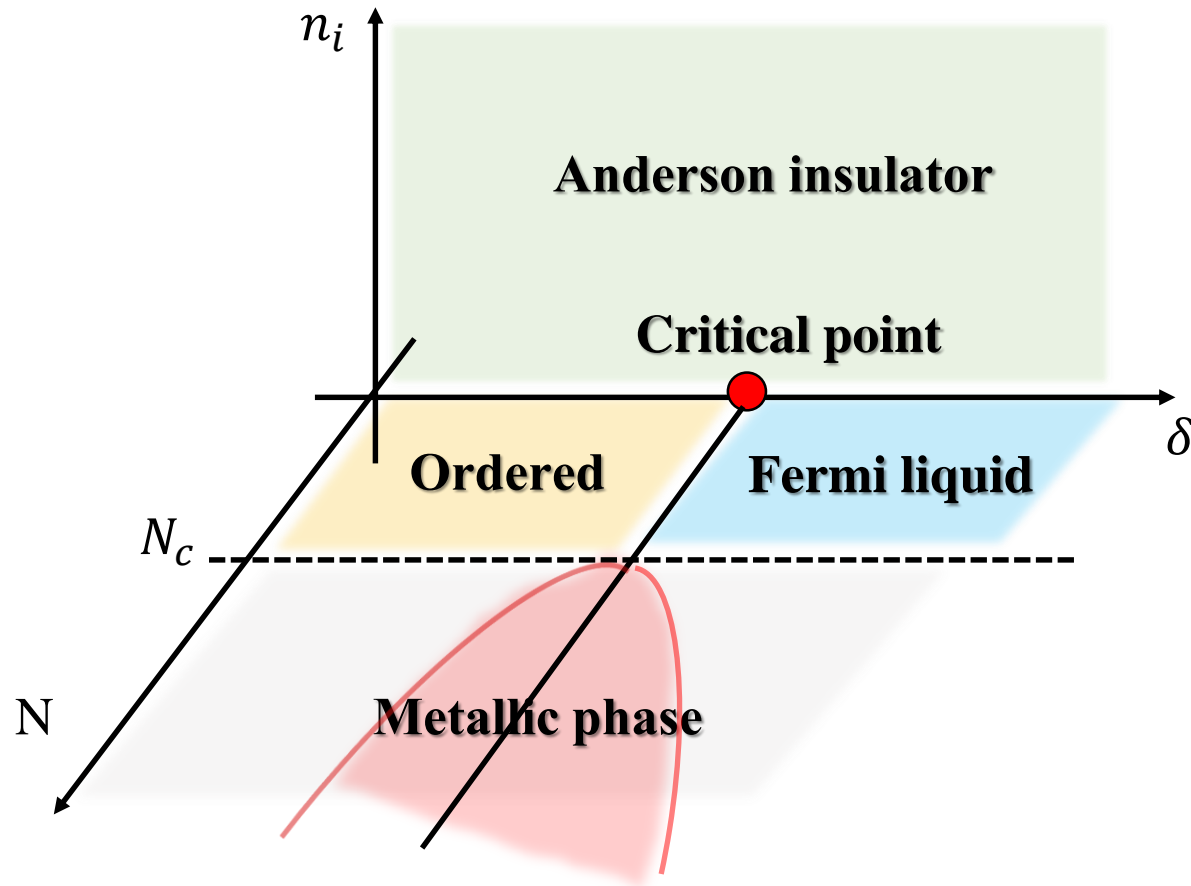 n_i
Anderson insulator
Critical point
δ
Ordered
Fermi liquid
N_c
N
Metallic phase